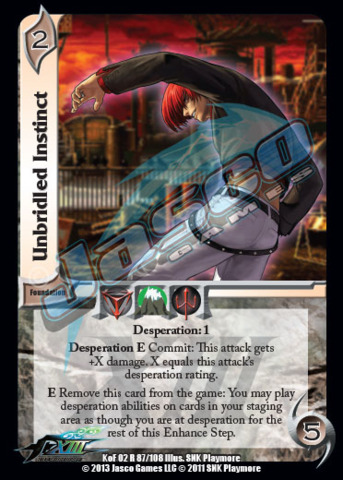 2
Unbridled Instinct
Jasco
GAMES
Foundation
Desperation: 1
Desperation E Commit: This attack gets
+X damage. X equals this attack's
desperation rating.
E Remove this card from the game: You may play
desperation abilities on cards in your staging
area as though you are at desperation for the
rest of this Enhance Step.
5
XIII
KoF 02 R 87/108 Illus. SNK Playmore
© 2013 Jasco Games LLC © 2011 SNK Playmore